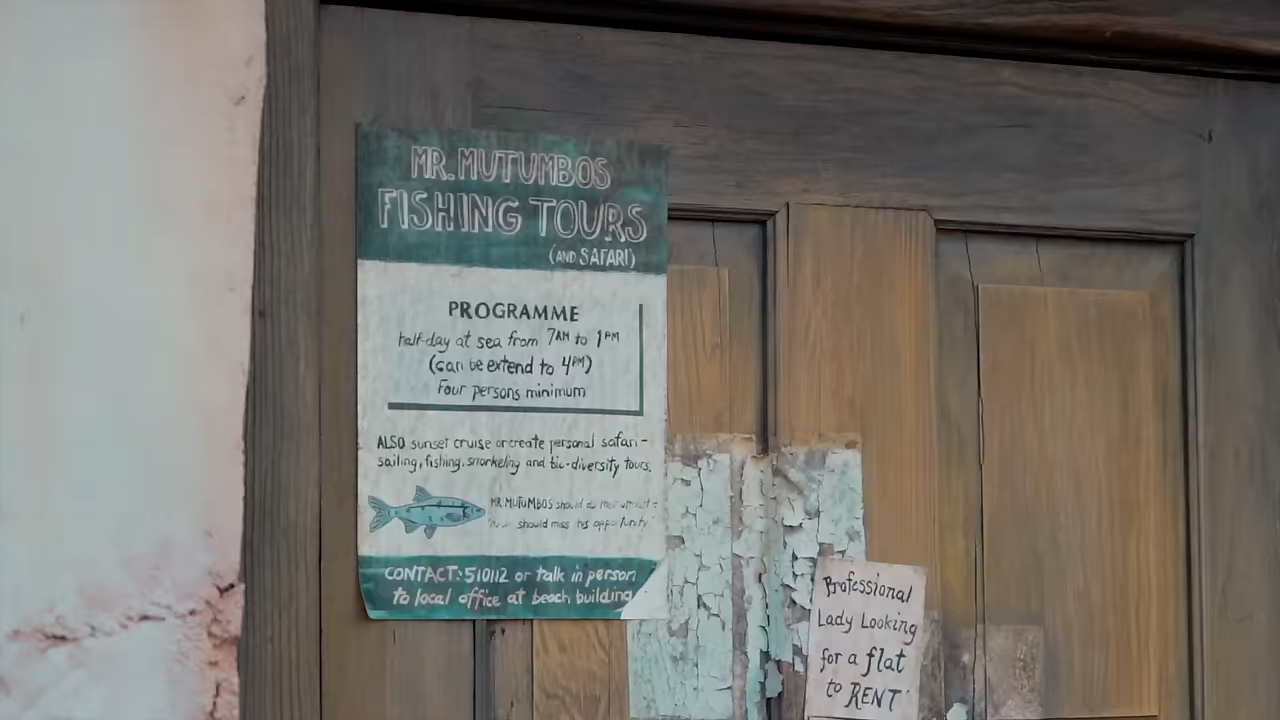 MR. MUTUMBOS
FISHING TOURS
(AND SAFARI)
PROGRAMME
half-day at sea from 7AM to 1PM
(can be extend to 4PM)
Four persons minimum
ALSO sunset cruise or create personal safari -
sailing, fishing, snorkeling and bio-diversity tours.
MR MUTUMBOS should
should miss this opportunity
CONTACT: 510112 or talk in person
to local office at beach building
Professional
Lady Looking
for a flat
to RENT